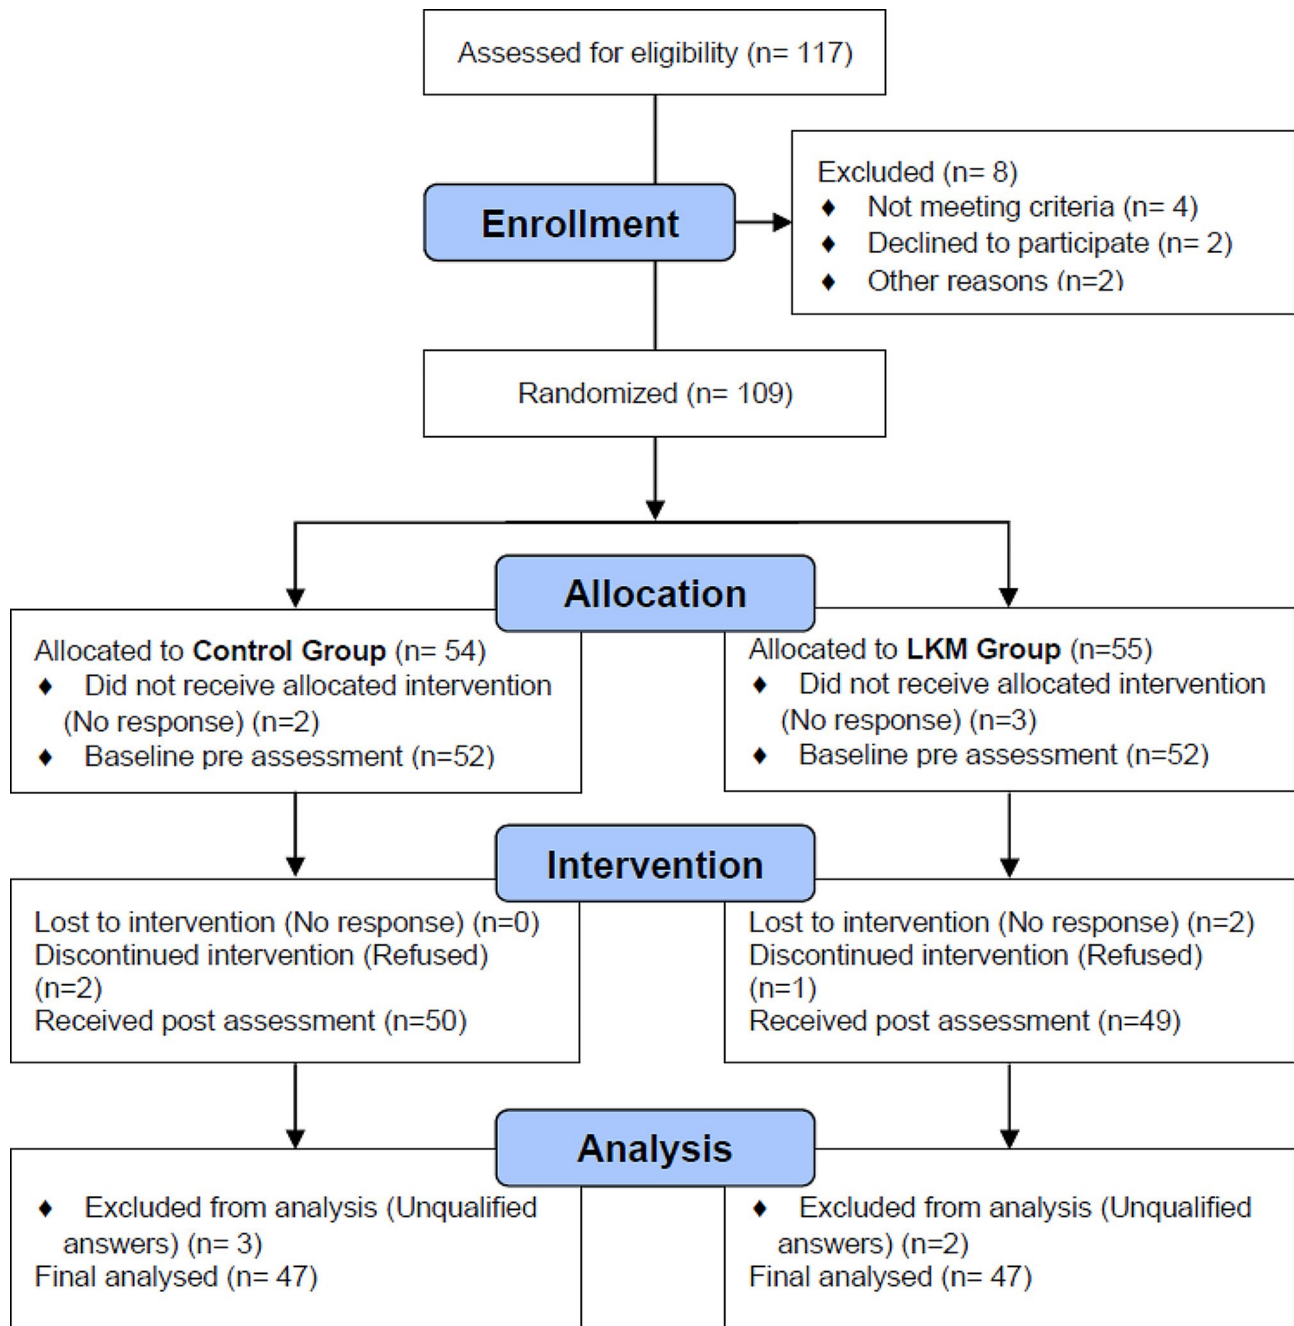 Assessed for eligibility (n= 117)
Excluded (n= 8)
♦ Not meeting criteria (n= 4)
♦ Declined to participate (n= 2)
♦ Other reasons (n=2)
Enrollment
Randomized (n= 109)
Allocation
Allocated to Control Group (n= 54)
♦ Did not receive allocated intervention
(No response) (n=2)
♦ Baseline pre assessment (n=52)
Allocated to LKM Group (n=55)
♦ Did not receive allocated intervention
(No response) (n=3)
♦ Baseline pre assessment (n=52)
Intervention
Lost to intervention (No response) (n=0)
Discontinued intervention (Refused)
(n=2)
Received post assessment (n=50)
Lost to intervention (No response) (n=2)
Discontinued intervention (Refused)
(n=1)
Received post assessment (n=49)
Analysis
♦ Excluded from analysis (Unqualified
answers) (n= 3)
Final analysed (n= 47)
♦ Excluded from analysis (Unqualified
answers) (n=2)
Final analysed (n= 47)